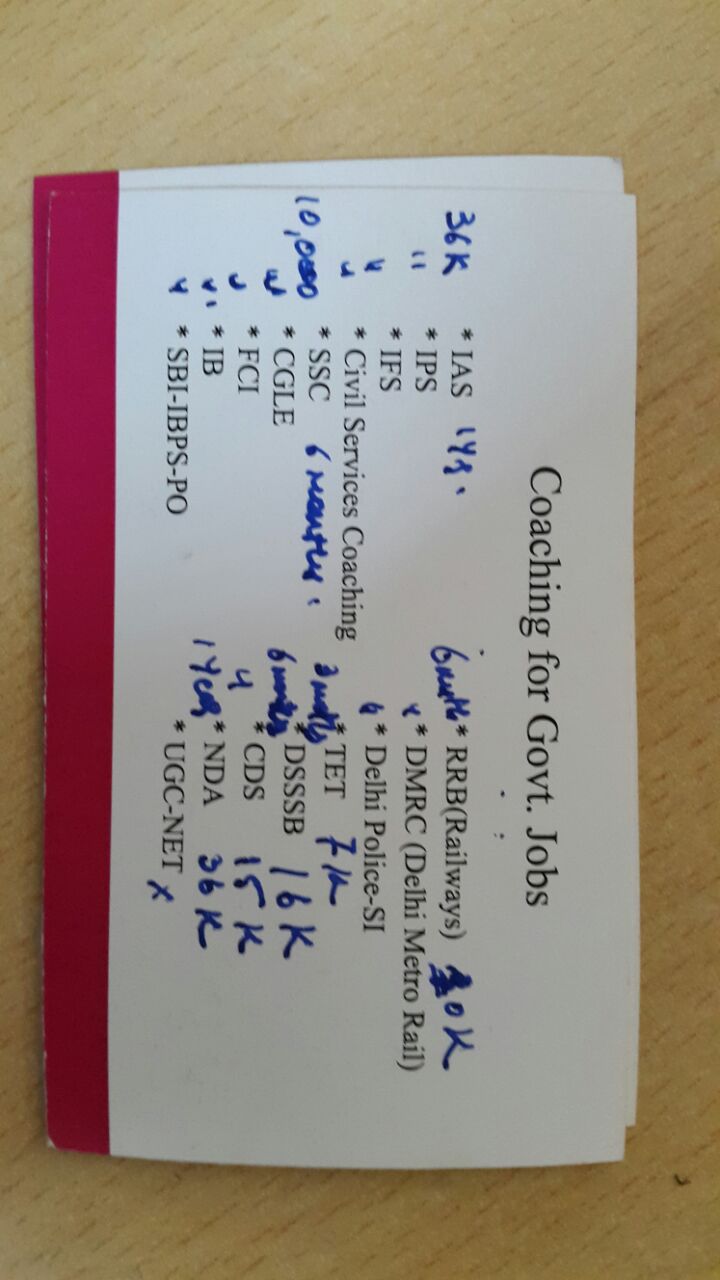 Coaching for Govt. Jobs
36K * IAS 1 Yr.
" * IPS
" * IFS
" * Civil Services Coaching
10,000 * SSC 6 months.
" * CGLE
" * FCI
" * IB
" * SBI-IBPS-PO
6 months * RRB(Railways) 0K
" * DMRC (Delhi Metro Rail)
* Delhi Police-SI
3 months * TET 7K
6 months * DSSSB 16K
" * CDS 15K
1 Year * NDA 36K
* UGC-NET x